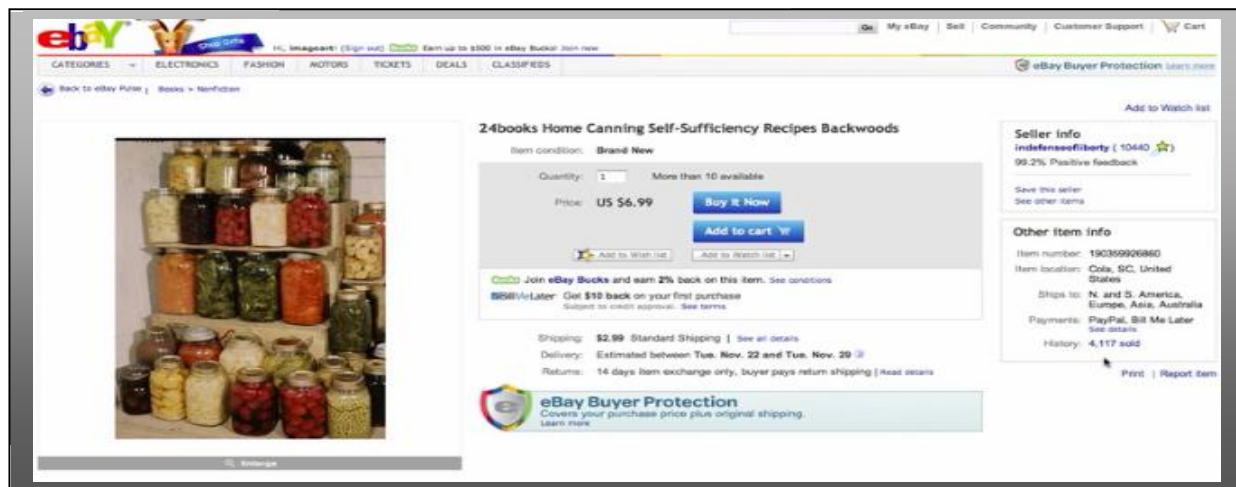 ebay
Shop Gifts
Go My eBay | Sell | Community | Customer Support | Cart
Hi, imagoart! (Sign out) Earn up to $500 in eBay Bucks! Join now
CATEGORIES ELECTRONICS FASHION MOTORS TICKETS DEALS CLASSIFIEDS
eBay Buyer Protection Learn more
Back to eBay Pulse | Books > Nonfiction
Add to Watch list
24books Home Canning Self-Sufficiency Recipes Backwoods
Item condition: Brand New
Quantity: 1 More than 10 available
Price: US $6.99 Buy It Now
Add to cart
Add to Wish list Add to Watch list
Join eBay Bucks and earn 2% back on this item. See conditions
BillMeLater Get $10 back on your first purchase
Subject to credit approval. See terms
Shipping: $2.99 Standard Shipping | See all details
Delivery: Estimated between Tue. Nov. 22 and Tue. Nov. 29
Returns: 14 days item exchange only, buyer pays return shipping | Read details
eBay Buyer Protection
Covers your purchase price plus original shipping.
Learn more
Seller info
indefenseofliberty ( 10440 )
99.2% Positive feedback
Save this seller
See other items
Other item info
Item number: 190359926860
Item location: Cola, SC, United
States
Ships to: N. and S. America,
Europe, Asia, Australia
Payments: PayPal, Bill Me Later
See details
History: 4,117 sold
Print | Report item
Enlarge